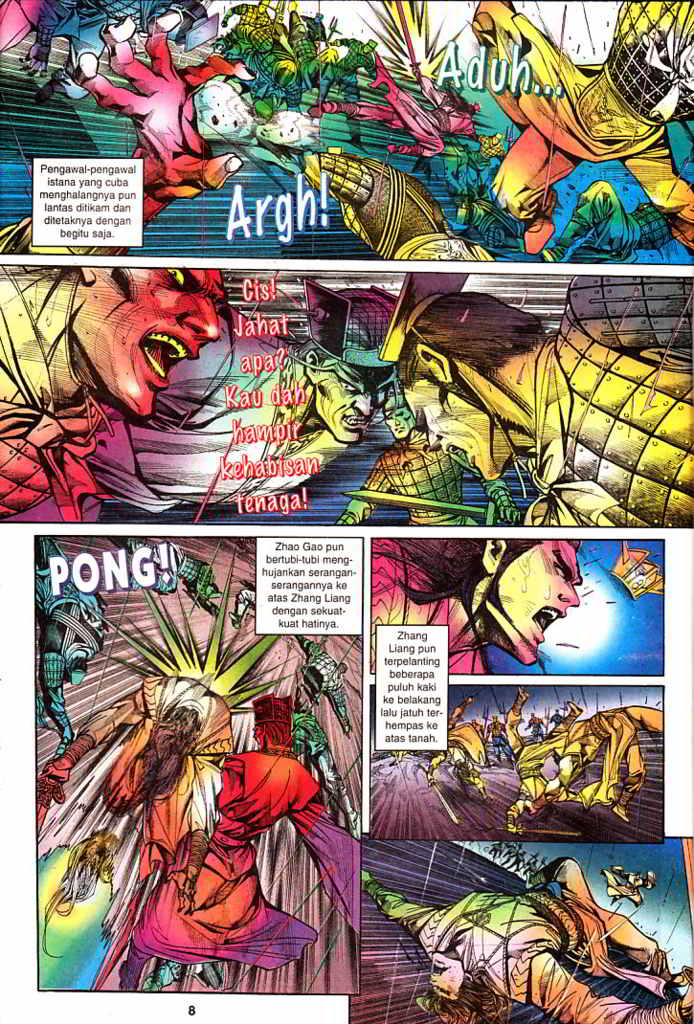 Aduh...
Pengawal-pengawal
istana yang cuba
menghalangnya pun
lantas ditikam dan
ditetaknya dengan
begitu saja.
Argh!
Cis!
Jahat
apa?
Kau dah
hampir
kehabisan
tenaga!
PONG!
Zhao Gao pun
bertubi-tubi meng-
hujankan serangan-
serangannya ke
atas Zhang Liang
dengan sekuat-
kuat hatinya.
Zhang
Liang pun
terpelanting
beberapa
puluh kaki
ke belakang
lalu jatuh ter-
hempas ke
atas tanah.
8